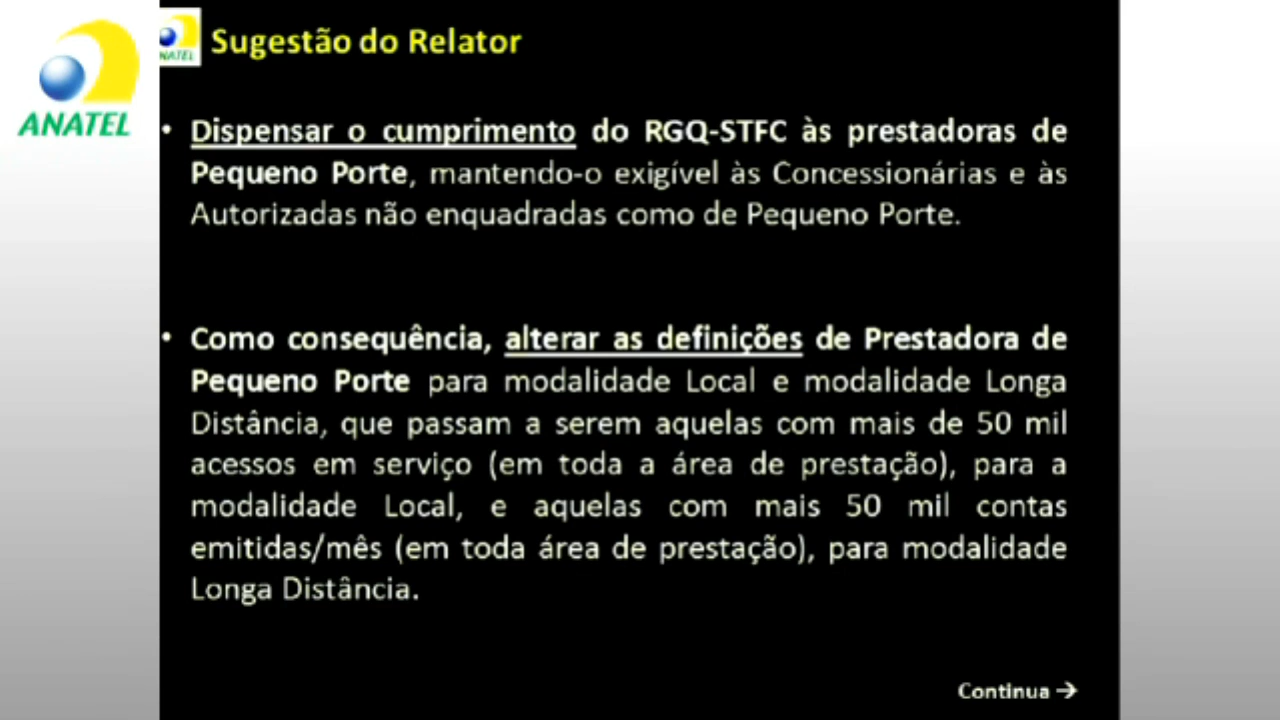 ANATEL
ANATEL
Sugestão do Relator
• Dispensar o cumprimento do RGQ-STFC às prestadoras de
Pequeno Porte, mantendo-o exigível às Concessionárias e às
Autorizadas não enquadradas como de Pequeno Porte.
• Como consequência, alterar as definições de Prestadora de
Pequeno Porte para modalidade Local e modalidade Longa
Distância, que passam a serem aquelas com mais de 50 mil
acessos em serviço (em toda a área de prestação), para a
modalidade Local, e aquelas com mais 50 mil contas
emitidas/mês (em toda área de prestação), para modalidade
Longa Distância.
Continua →